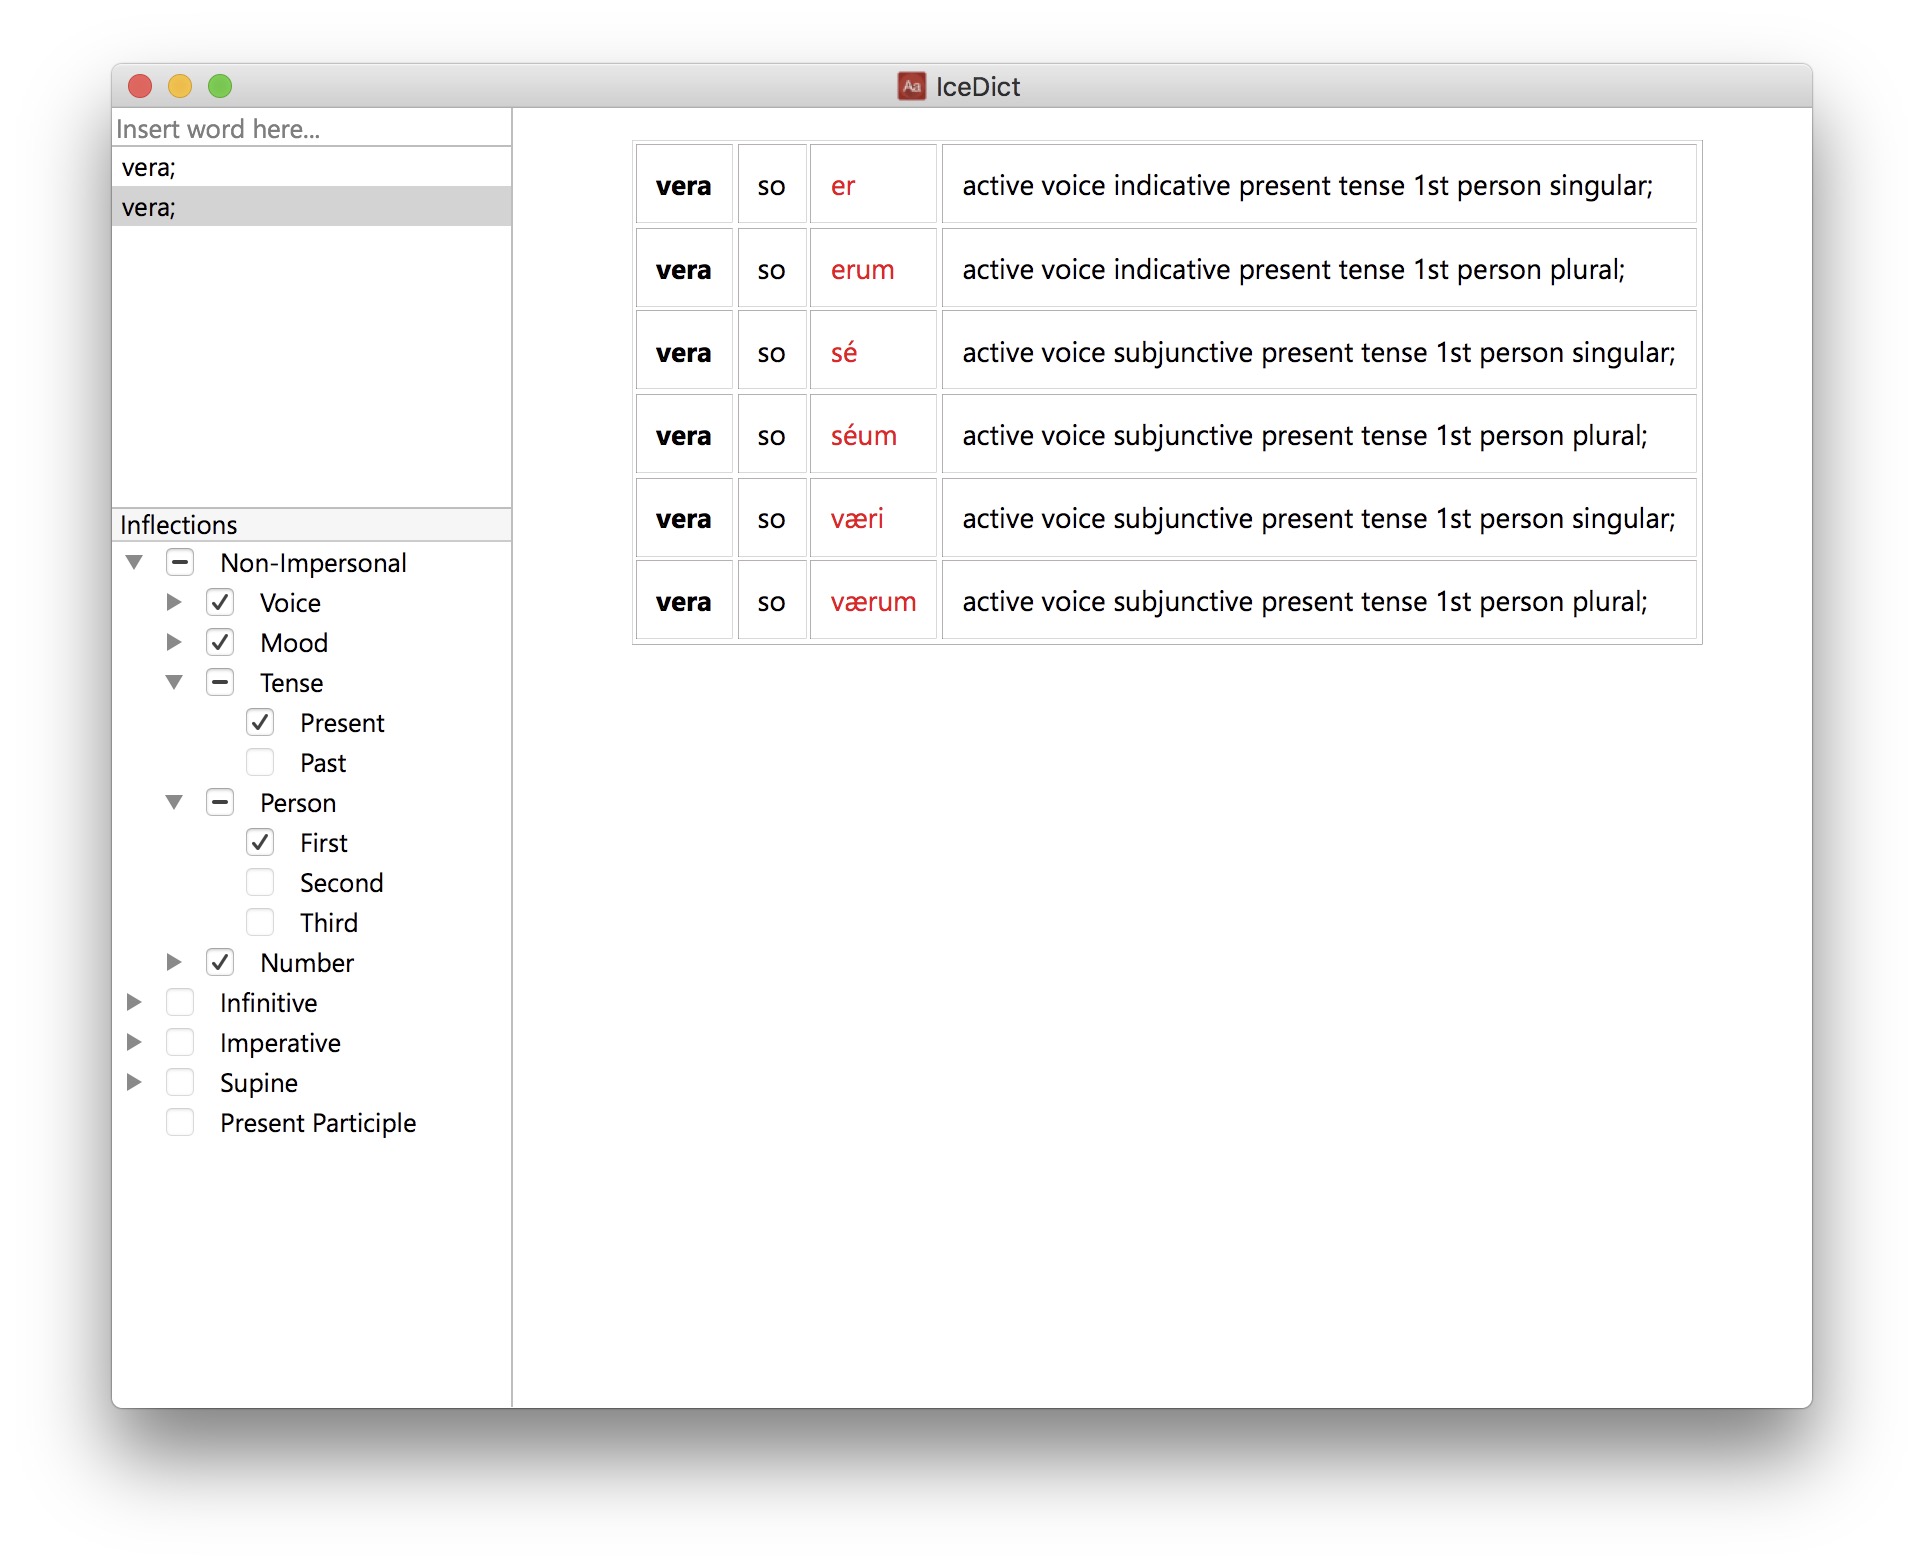 Aa IceDict
Insert word here...
vera;
vera;
Inflections
Non-Impersonal
Voice
Mood
Tense
Present
Past
Person
First
Second
Third
Number
Infinitive
Imperative
Supine
Present Participle
vera so er active voice indicative present tense 1st person singular;
vera so erum active voice indicative present tense 1st person plural;
vera so sé active voice subjunctive present tense 1st person singular;
vera so séum active voice subjunctive present tense 1st person plural;
vera so væri active voice subjunctive present tense 1st person singular;
vera so værum active voice subjunctive present tense 1st person plural;